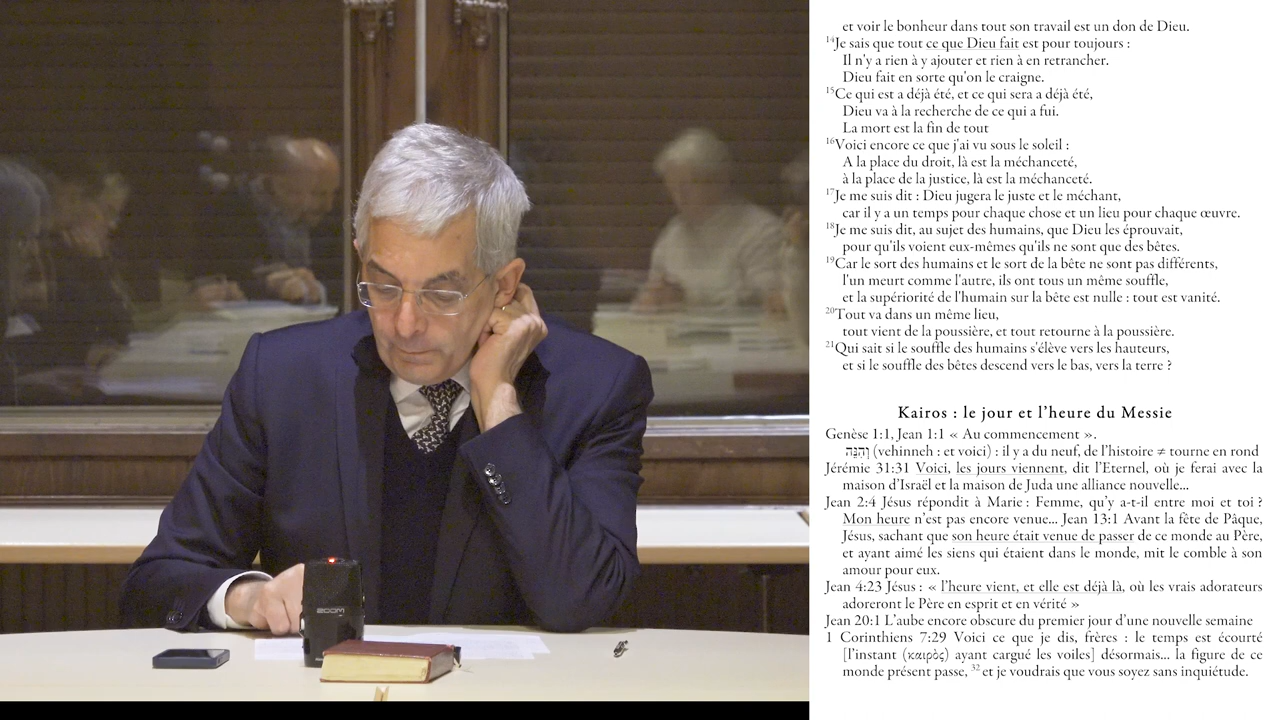 et voir le bonheur dans tout son travail est un don de Dieu.
¹⁴Je sais que tout ce que Dieu fait est pour toujours :
Il n'y a rien à y ajouter et rien à en retrancher.
Dieu fait en sorte qu'on le craigne.
¹⁵Ce qui est a déjà été, et ce qui sera a déjà été,
Dieu va à la recherche de ce qui a fui.
La mort est la fin de tout
¹⁶Voici encore ce que j'ai vu sous le soleil :
A la place du droit, là est la méchanceté,
à la place de la justice, là est la méchanceté.
¹⁷Je me suis dit : Dieu jugera le juste et le méchant,
car il y a un temps pour chaque chose et un lieu pour chaque œuvre.
¹⁸Je me suis dit, au sujet des humains, que Dieu les éprouvait,
pour qu'ils voient eux-mêmes qu'ils ne sont que des bêtes.
¹⁹Car le sort des humains et le sort de la bête ne sont pas différents,
l'un meurt comme l'autre, ils ont tous un même souffle,
et la supériorité de l'humain sur la bête est nulle : tout est vanité.
²⁰Tout va dans un même lieu,
tout vient de la poussière, et tout retourne à la poussière.
²¹Qui sait si le souffle des humains s'élève vers les hauteurs,
et si le souffle des bêtes descend vers le bas, vers la terre ?
Kairos : le jour et l'heure du Messie
Genèse 1:1, Jean 1:1 « Au commencement ».
וְהִנֵּה (vehinneh : et voici) : il y a du neuf, de l'histoire ≠ tourne en rond
Jérémie 31:31 Voici, les jours viennent, dit l'Eternel, où je ferai avec la
maison d'Israël et la maison de Juda une alliance nouvelle...
Jean 2:4 Jésus répondit à Marie : Femme, qu'y a-t-il entre moi et toi ?
Mon heure n'est pas encore venue... Jean 13:1 Avant la fête de Pâque,
Jésus, sachant que son heure était venue de passer de ce monde au Père,
et ayant aimé les siens qui étaient dans le monde, mit le comble à son
amour pour eux.
Jean 4:23 Jésus : « l'heure vient, et elle est déjà là, où les vrais adorateurs
adoreront le Père en esprit et en vérité »
Jean 20:1 L'aube encore obscure du premier jour d'une nouvelle semaine
1 Corinthiens 7:29 Voici ce que je dis, frères : le temps est écourté
[l'instant (καιρὸς) ayant cargué les voiles] désormais... la figure de ce
monde présent passe, ³² et je voudrais que vous soyez sans inquiétude.
zoom